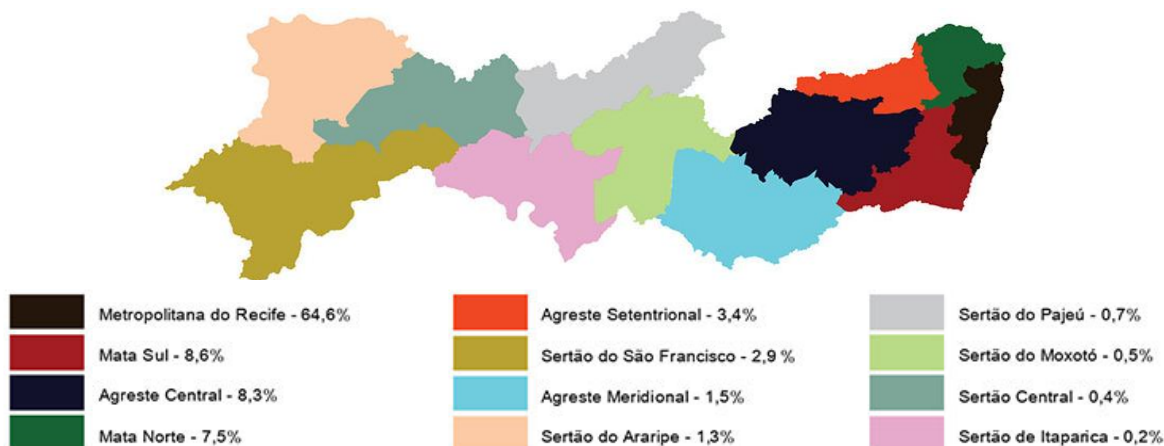 Metropolitana do Recife - 64,6%
Mata Sul - 8,6%
Agreste Central - 8,3%
Mata Norte - 7,5%
Agreste Setentrional - 3,4%
Sertão do São Francisco - 2,9 %
Agreste Meridional - 1,5%
Sertão do Araripe - 1,3%
Sertão do Pajeú - 0,7%
Sertão do Moxotó - 0,5%
Sertão Central - 0,4%
Sertão de Itaparica - 0,2%